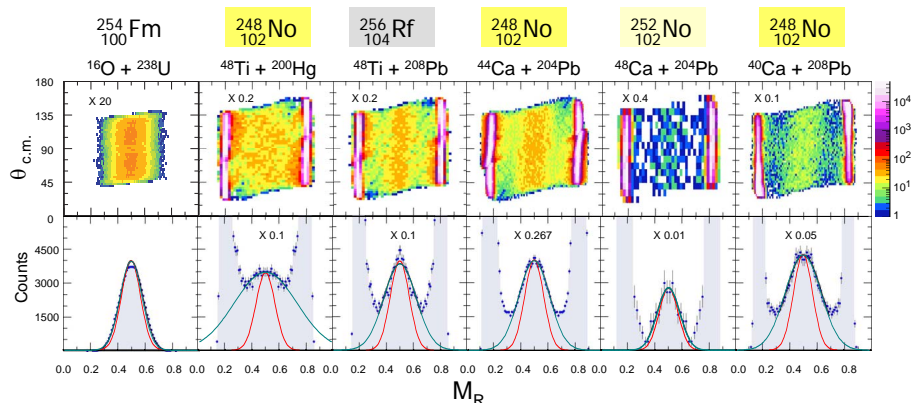 254 100Fm 248 102No 256 104Rf 248 102No 252 102No 248 102No
16O + 238U 48Ti + 200Hg 48Ti + 208Pb 44Ca + 204Pb 48Ca + 204Pb 40Ca + 208Pb
180
X 20 X 0.2 X 0.2 X 0.4 X 0.1
135
90
45
0
θ c.m.
10^4
10^3
10^2
10^1
1
X 0.1 X 0.1 X 0.267 X 0.01 X 0.05
4500
3000
1500
Counts
0.0 0.2 0.4 0.6 0.8 0.0 0.2 0.4 0.6 0.8 0.0 0.2 0.4 0.6 0.8 0.0 0.2 0.4 0.6 0.8 0.0 0.2 0.4 0.6 0.8 0.0 0.2 0.4 0.6 0.8 1.0
MR